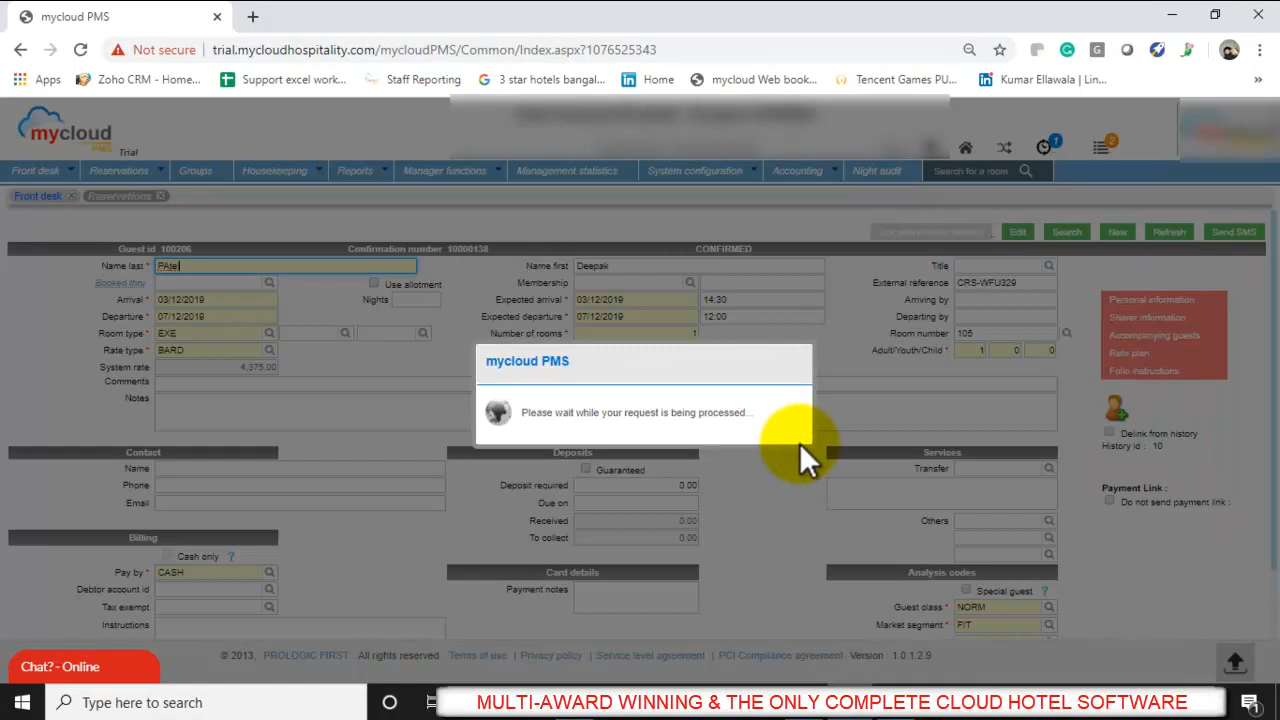 mycloud PMS
Not secure trial.mycloudhospitality.com/mycloudPMS/Common/Index.aspx?1076525343
Apps Zoho CRM - Home... Support excel work... Staff Reporting 3 star hotels bangal... Home mycloud Web book... Tencent Games PU... Kumar Ellawala | Lin... »
mycloud PMS Trial 1 2
Front desk Reservations Groups Housekeeping Reports Manager functions Management statistics System configuration Accounting Night audit Search for a room
Front desk Reservations
Edit Search New Refresh Send SMS
Guest id 100206 Confirmation number 10000138 CONFIRMED
Name last * PAtel Name first Deepak Title
Booked thru Use allotment Membership External reference CRS-WFU329
Arrival * 03/12/2019 Nights Expected arrival * 03/12/2019 14:30 Arriving by Personal information
Departure * 07/12/2019 Expected departure * 07/12/2019 12:00 Departing by Sharer information
Room type * EXE Number of rooms * 1 Room number 105 Accompanying guests
Rate type * BARD Adult/Youth/Child * 1 0 0 Rate plan
System rate 4,375.00 Folio instructions
Comments
Notes
mycloud PMS
Please wait while your request is being processed...
Delink from history
History id : 10
Contact Deposits Services
Name Guaranteed Transfer
Phone Deposit required 0.00 Payment Link :
Email Due on Do not send payment link :
Received 0.00 Others
Billing To collect 0.00
Cash only ?
Pay by * CASH Card details Analysis codes
Debtor account id Payment notes Special guest ?
Tax exempt Guest class * NORM
Instructions Market segment * FIT
© 2013, PROLOGIC FIRST . All rights reserved Terms of use | Privacy policy | Service level agreement | PCI Compliance agreement Version : 1.0.1.2.9
Chat? - Online
Type here to search MULTI-AWARD WINNING & THE ONLY COMPLETE CLOUD HOTEL SOFTWARE 1